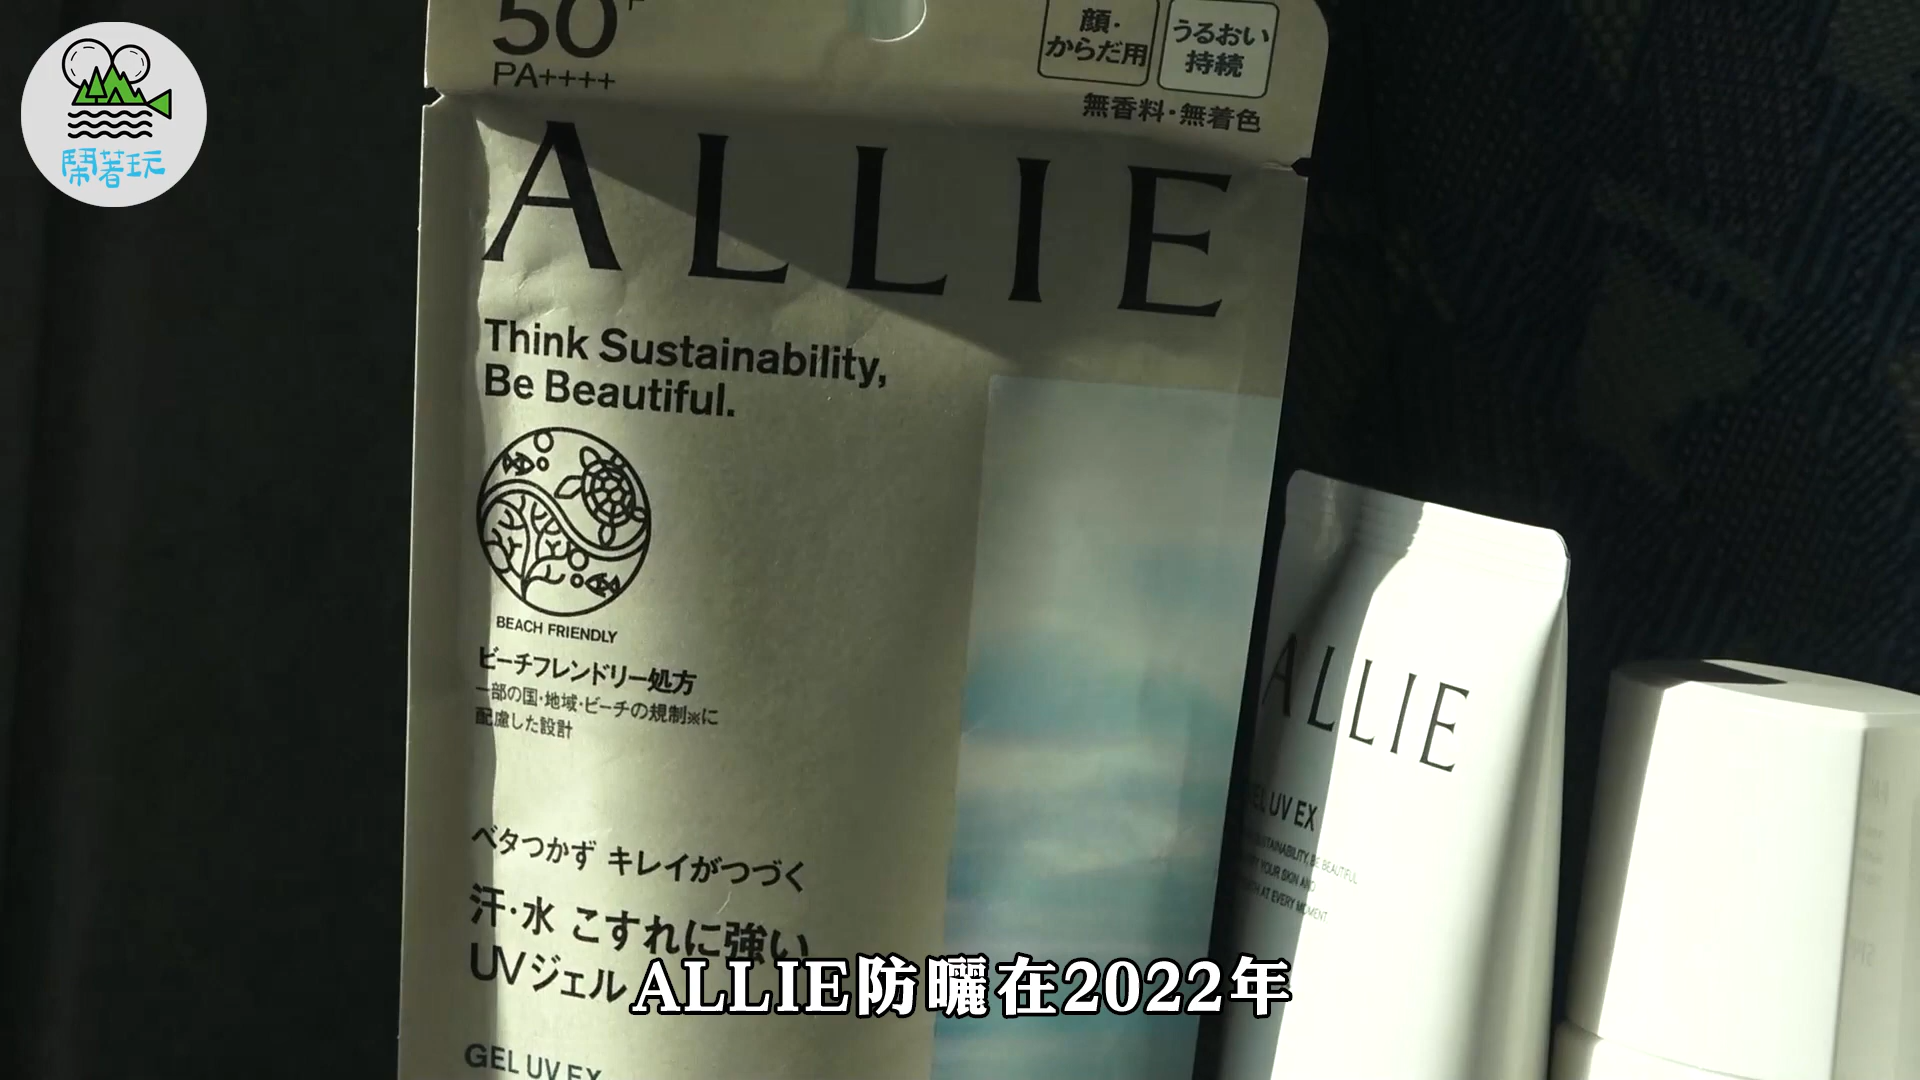 50+
PA++++
顔・
からだ用
うるおい
持続
無香料・無着色
ALLIE
Think Sustainability,
Be Beautiful.
BEACH FRIENDLY
ビーチフレンドリー処方
一部の国・地域・ビーチの規制※に
配慮した設計
ベタつかず キレイがつづく
汗・水 こすれに強い
UVジェル
GEL UV EX
ALLIE
GEL UV EX
鬧著玩
ALLIE防曬在2022年